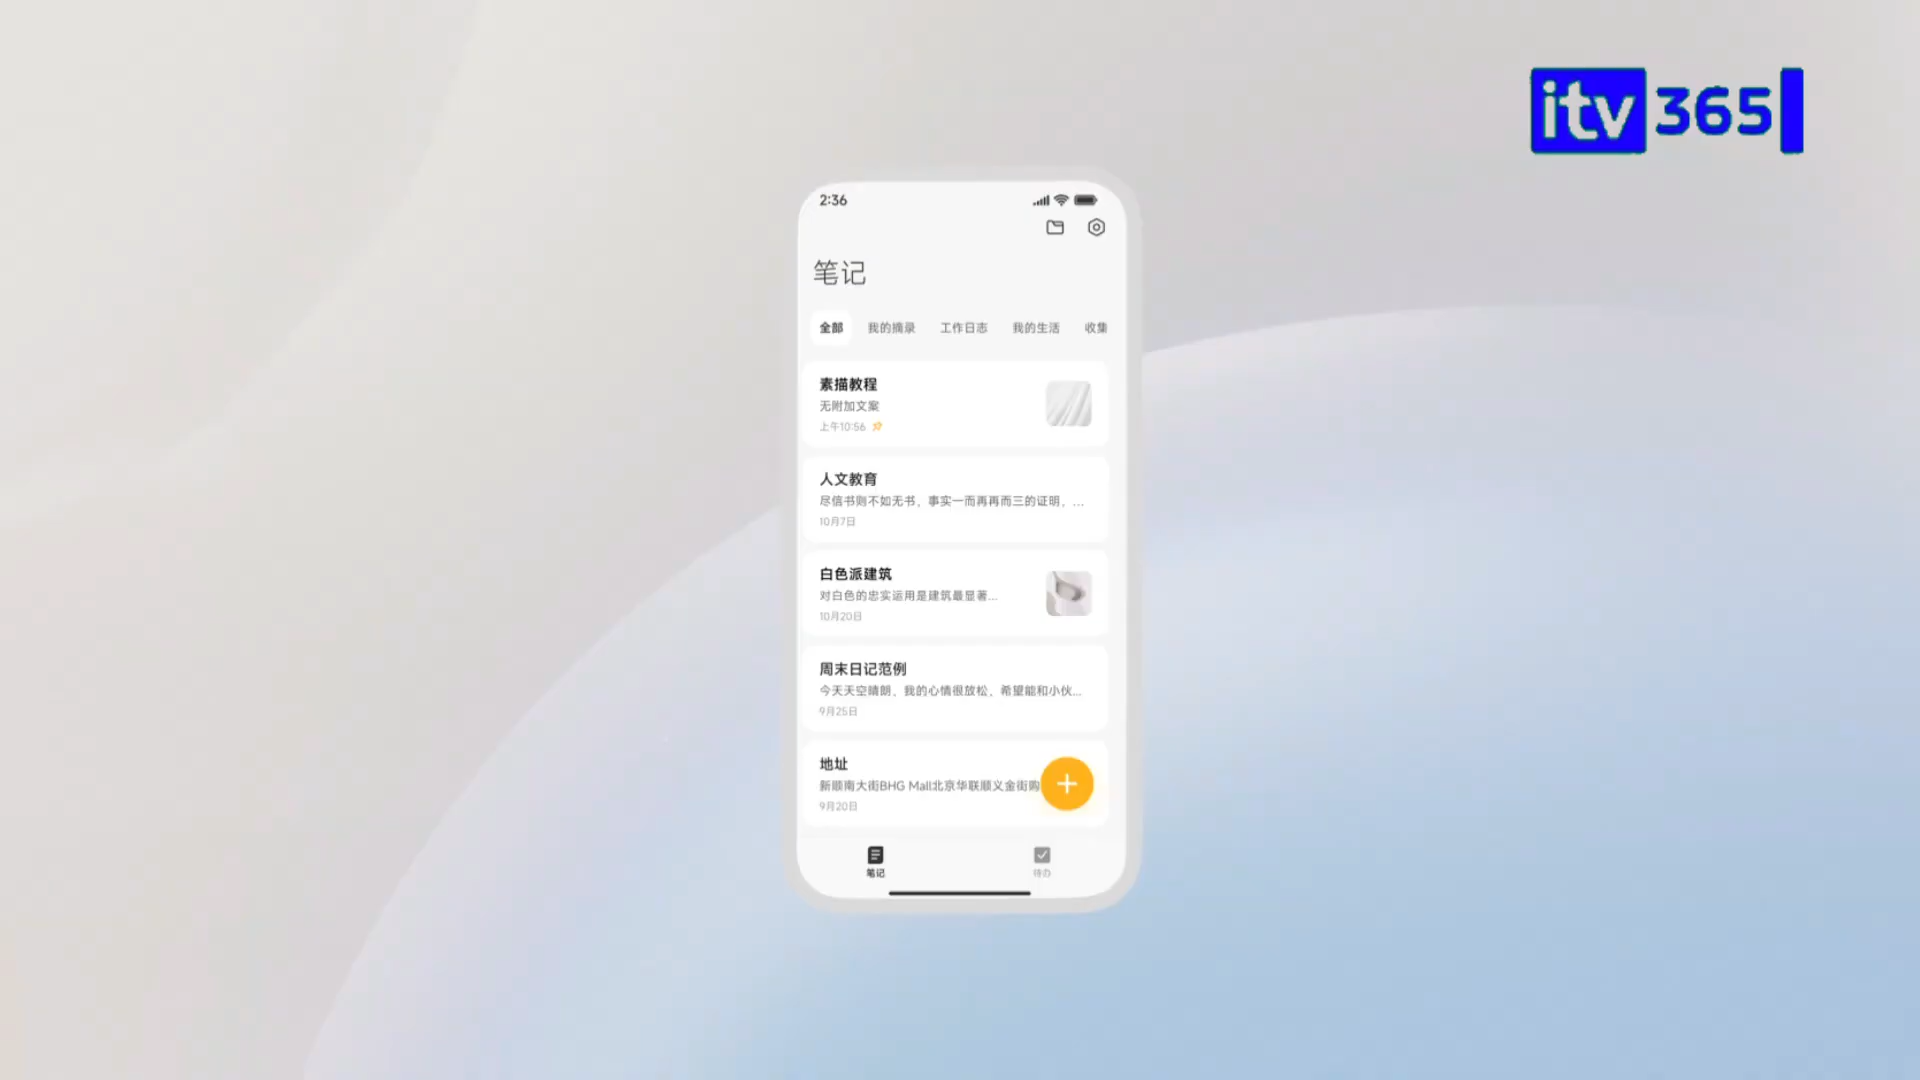 itv 365
2:36
笔记
全部 我的摘录 工作日志 我的生活 收集
素描教程
无附加文案
上午10:56
人文教育
尽信书则不如无书，事实一而再再而三的证明，...
10月7日
白色派建筑
对白色的忠实运用是建筑最显著...
10月20日
周末日记范例
今天天空晴朗，我的心情很放松，希望能和小伙...
9月25日
地址
新顺南大街BHG Mall北京华联顺义金街购
9月20日
笔记 待办